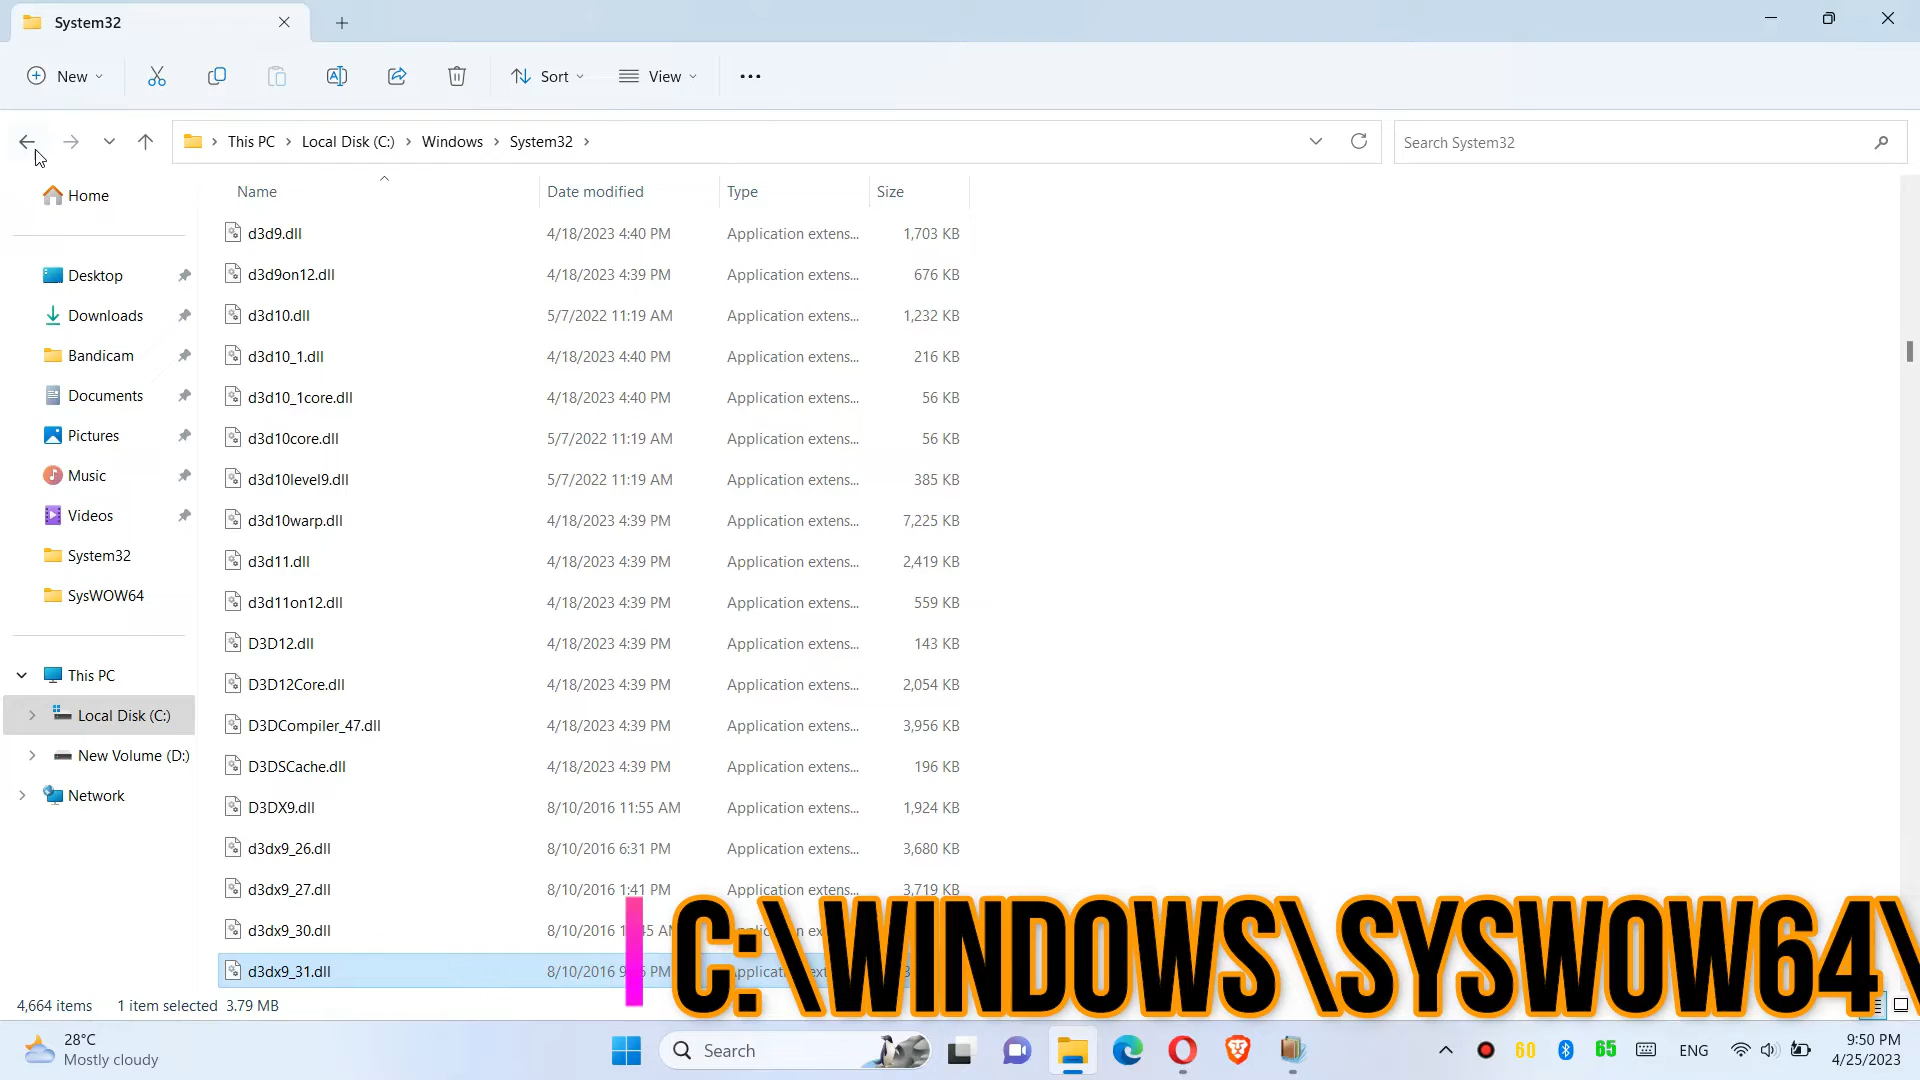 System32
New
Sort
View
This PC
Local Disk (C:)
Windows
System32
Search System32
Name
Date modified
Type
Size
Home
Desktop
Downloads
Bandicam
Documents
Pictures
Music
Videos
System32
SysWOW64
This PC
Local Disk (C:)
New Volume (D:)
Network
d3d9.dll 4/18/2023 4:40 PM Application extens... 1,703 KB
d3d9on12.dll 4/18/2023 4:39 PM Application extens... 676 KB
d3d10.dll 5/7/2022 11:19 AM Application extens... 1,232 KB
d3d10_1.dll 4/18/2023 4:40 PM Application extens... 216 KB
d3d10_1core.dll 4/18/2023 4:40 PM Application extens... 56 KB
d3d10core.dll 5/7/2022 11:19 AM Application extens... 56 KB
d3d10level9.dll 5/7/2022 11:19 AM Application extens... 385 KB
d3d10warp.dll 4/18/2023 4:39 PM Application extens... 7,225 KB
d3d11.dll 4/18/2023 4:39 PM Application extens... 2,419 KB
d3d11on12.dll 4/18/2023 4:39 PM Application extens... 559 KB
D3D12.dll 4/18/2023 4:39 PM Application extens... 143 KB
D3D12Core.dll 4/18/2023 4:39 PM Application extens... 2,054 KB
D3DCompiler_47.dll 4/18/2023 4:39 PM Application extens... 3,956 KB
D3DSCache.dll 4/18/2023 4:39 PM Application extens... 196 KB
D3DX9.dll 8/10/2016 11:55 AM Application extens... 1,924 KB
d3dx9_26.dll 8/10/2016 6:31 PM Application extens... 3,680 KB
d3dx9_27.dll 8/10/2016 1:41 PM Application extens... 3,719 KB
d3dx9_30.dll 8/10/2016
d3dx9_31.dll 8/10/2016
C:\WINDOWS\SYSWOW64\
4,664 items 1 item selected 3.79 MB
28°C
Mostly cloudy
Search
60
65
ENG
9:50 PM
4/25/2023